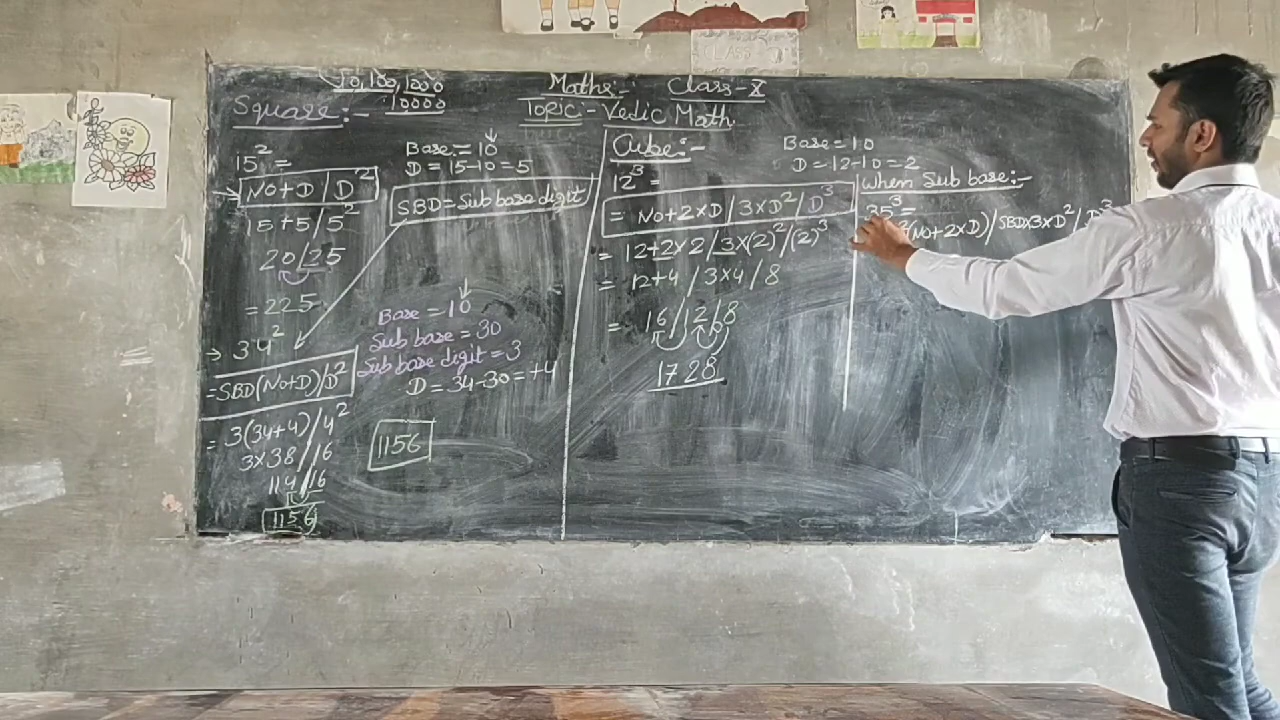 CLASS
Maths:- Class-X
Topic:- Vedic Math
10,100,1000
10000
Square:-
15² =
Base:=10
D = 15-10 = 5
NO+D/D²
SBD=Sub base digit
15+5/5²
20/25
=225
→ 34²
Base = 10
Sub base = 30
Sub base digit = 3
D = 34-30 = +4
=SBD(NO+D)/D²
= 3(34+4)/4²
3×38/16
114/16
1156
1156
Cube:-
Base=10
D=12-10=2
12³ =
= NO+2×D/3×D²/D³
= 12+2×2/3×(2)²/(2)³
= 12+4/3×4/8
= 16/12/8
1728
When Sub base:-
35³=
(NO+2×D)/SBD×3×D²/D³